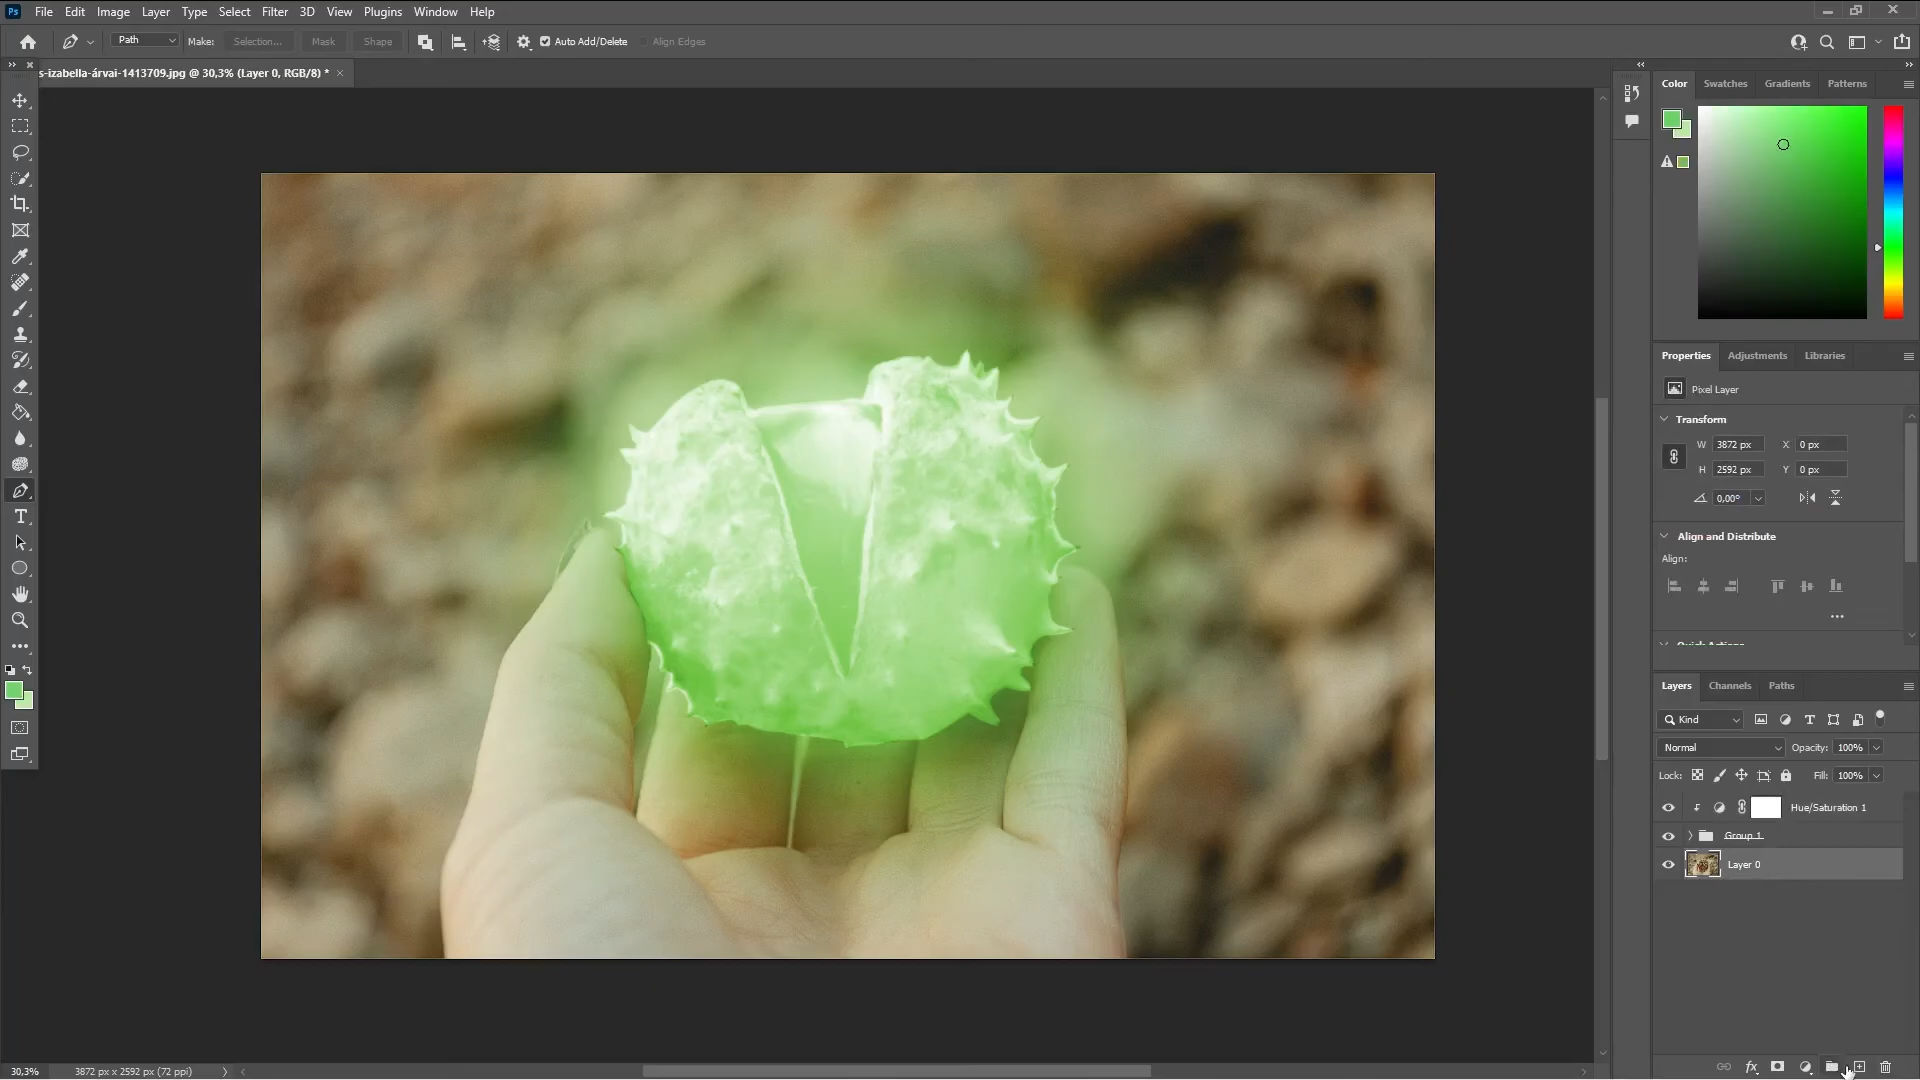 Ps File Edit Image Layer Type Select Filter 3D View Plugins Window Help
Path Make: Selection... Mask Shape Auto Add/Delete Align Edges
s-izabella-árvai-1413709.jpg @ 30,3% (Layer 0, RGB/8) *
Color Swatches Gradients Patterns
Properties Adjustments Libraries
Pixel Layer
Transform
W 3872 px X 0 px
H 2592 px Y 0 px
0,00°
Align and Distribute
Align:
Quick Actions
Layers Channels Paths
Kind
Normal Opacity: 100%
Lock: Fill: 100%
Hue/Saturation 1
Group 1
Layer 0
fx
30,3% 3872 px x 2592 px (72 ppi)